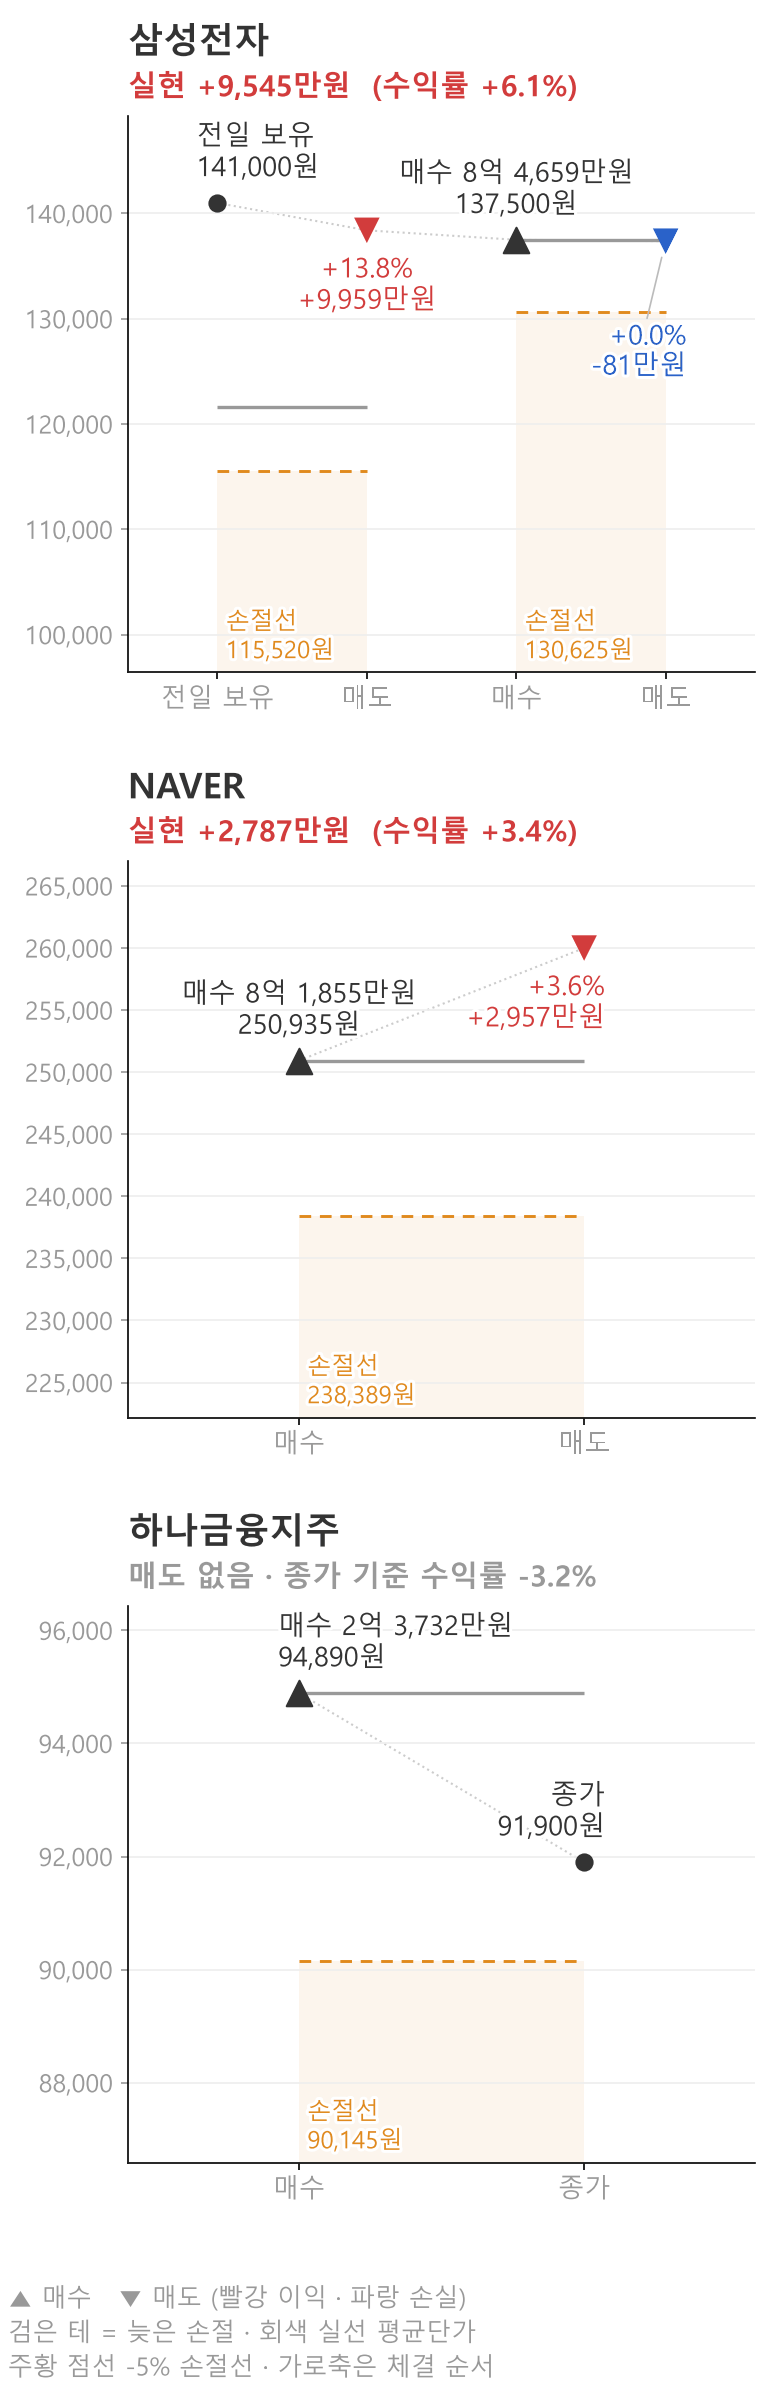 삼성전자
실현 +9,545만원 (수익률 +6.1%)
전일 보유
141,000원
매수 8억 4,659만원
137,500원
140,000
+13.8%
+9,959만원
130,000
+0.0%
-81만원
120,000
110,000
손절선
115,520원
손절선
130,625원
100,000
전일 보유 매도 매수 매도
NAVER
실현 +2,787만원 (수익률 +3.4%)
265,000
260,000
매수 8억 1,855만원
250,935원
+3.6%
+2,957만원
255,000
250,000
245,000
240,000
235,000
230,000
손절선
238,389원
225,000
매수 매도
하나금융지주
매도 없음 · 종가 기준 수익률 -3.2%
96,000
매수 2억 3,732만원
94,890원
94,000
종가
91,900원
92,000
90,000
88,000
손절선
90,145원
매수 종가
▲ 매수 ▼ 매도 (빨강 이익 · 파랑 손실)
검은 테 = 늦은 손절 · 회색 실선 평균단가
주황 점선 -5% 손절선 · 가로축은 체결 순서